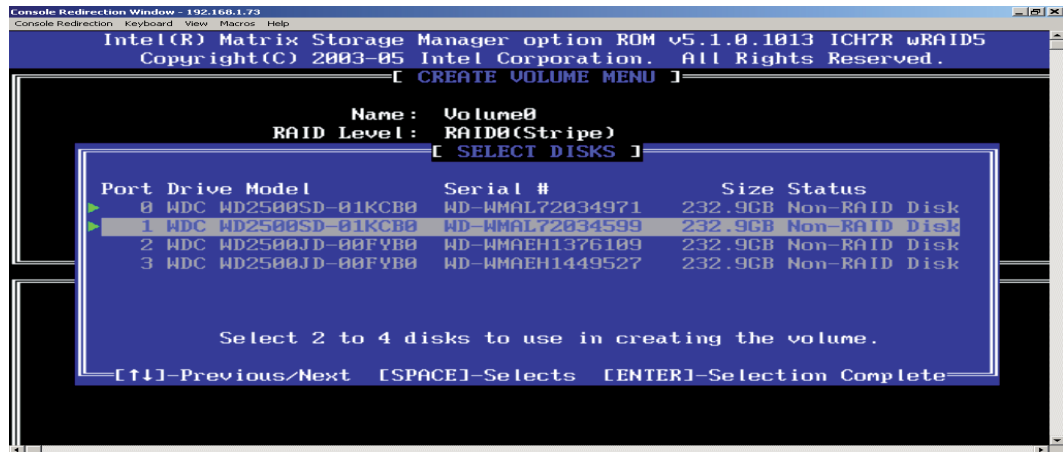 Console Redirection Window - 192.168.1.73
Console Redirection Keyboard View Macros Help
Intel(R) Matrix Storage Manager option ROM v5.1.0.1013 ICH7R wRAID5
Copyright(C) 2003-05 Intel Corporation. All Rights Reserved.
[ CREATE VOLUME MENU ]
Name: Volume0
RAID Level: RAID0(Stripe)
[ SELECT DISKS ]
Port Drive Model Serial # Size Status
0 WDC WD2500SD-01KCB0 WD-WMAL72034971 232.9GB Non-RAID Disk
1 WDC WD2500SD-01KCB0 WD-WMAL72034599 232.9GB Non-RAID Disk
2 WDC WD2500JD-00FYB0 WD-WMAEH1376109 232.9GB Non-RAID Disk
3 WDC WD2500JD-00FYB0 WD-WMAEH1449527 232.9GB Non-RAID Disk
Select 2 to 4 disks to use in creating the volume.
[↑↓]-Previous/Next [SPACE]-Selects [ENTER]-Selection Complete